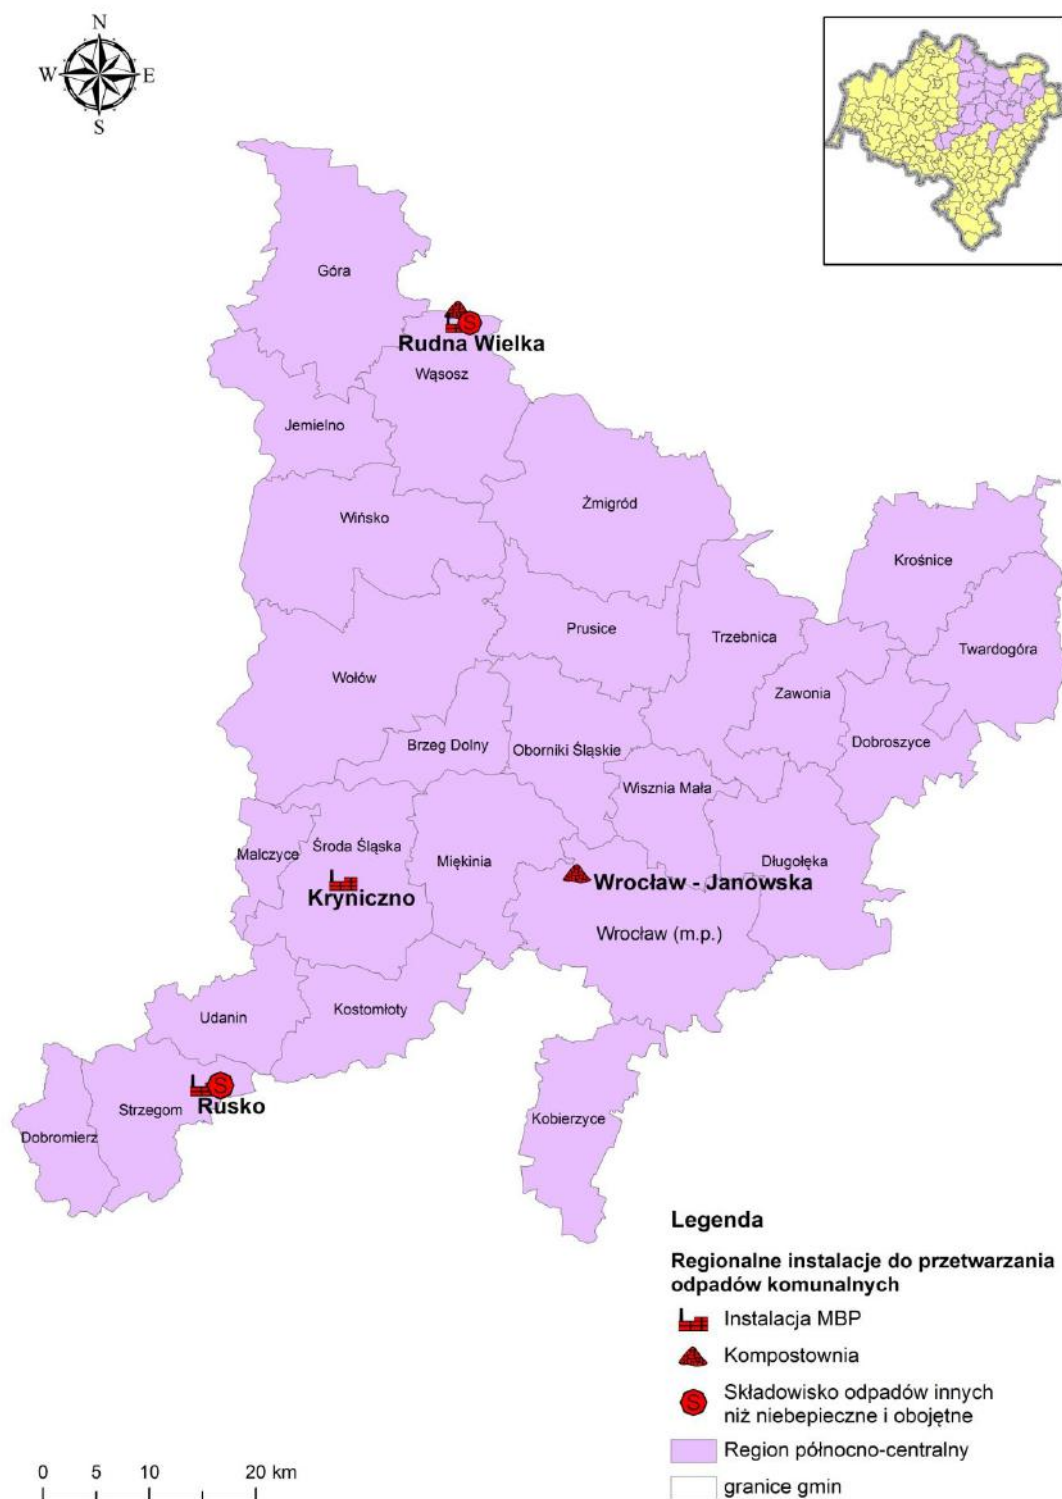 N
W E
S
Góra
Rudna Wielka
Wąsosz
Jemielno
Żmigród
Wińsko
Krośnice
Prusice
Trzebnica
Twardogóra
Wołów
Zawonia
Brzeg Dolny
Oborniki Śląskie
Dobroszyce
Wisznia Mała
Malczyce
Środa Śląska
Miękinia
Długołęka
Kryniczno
Wrocław - Janowska
Wrocław (m.p.)
Kostomłoty
Udanin
S
S
Strzegom
Rusko
Dobromierz
Kobierzyce
Legenda
Regionalne instalacje do przetwarzania
odpadów komunalnych
Instalacja MBP
Kompostownia
S
Składowisko odpadów innych
niż niebepieczne i obojętne
Region północno-centralny
granice gmin
0 5 10 20 km